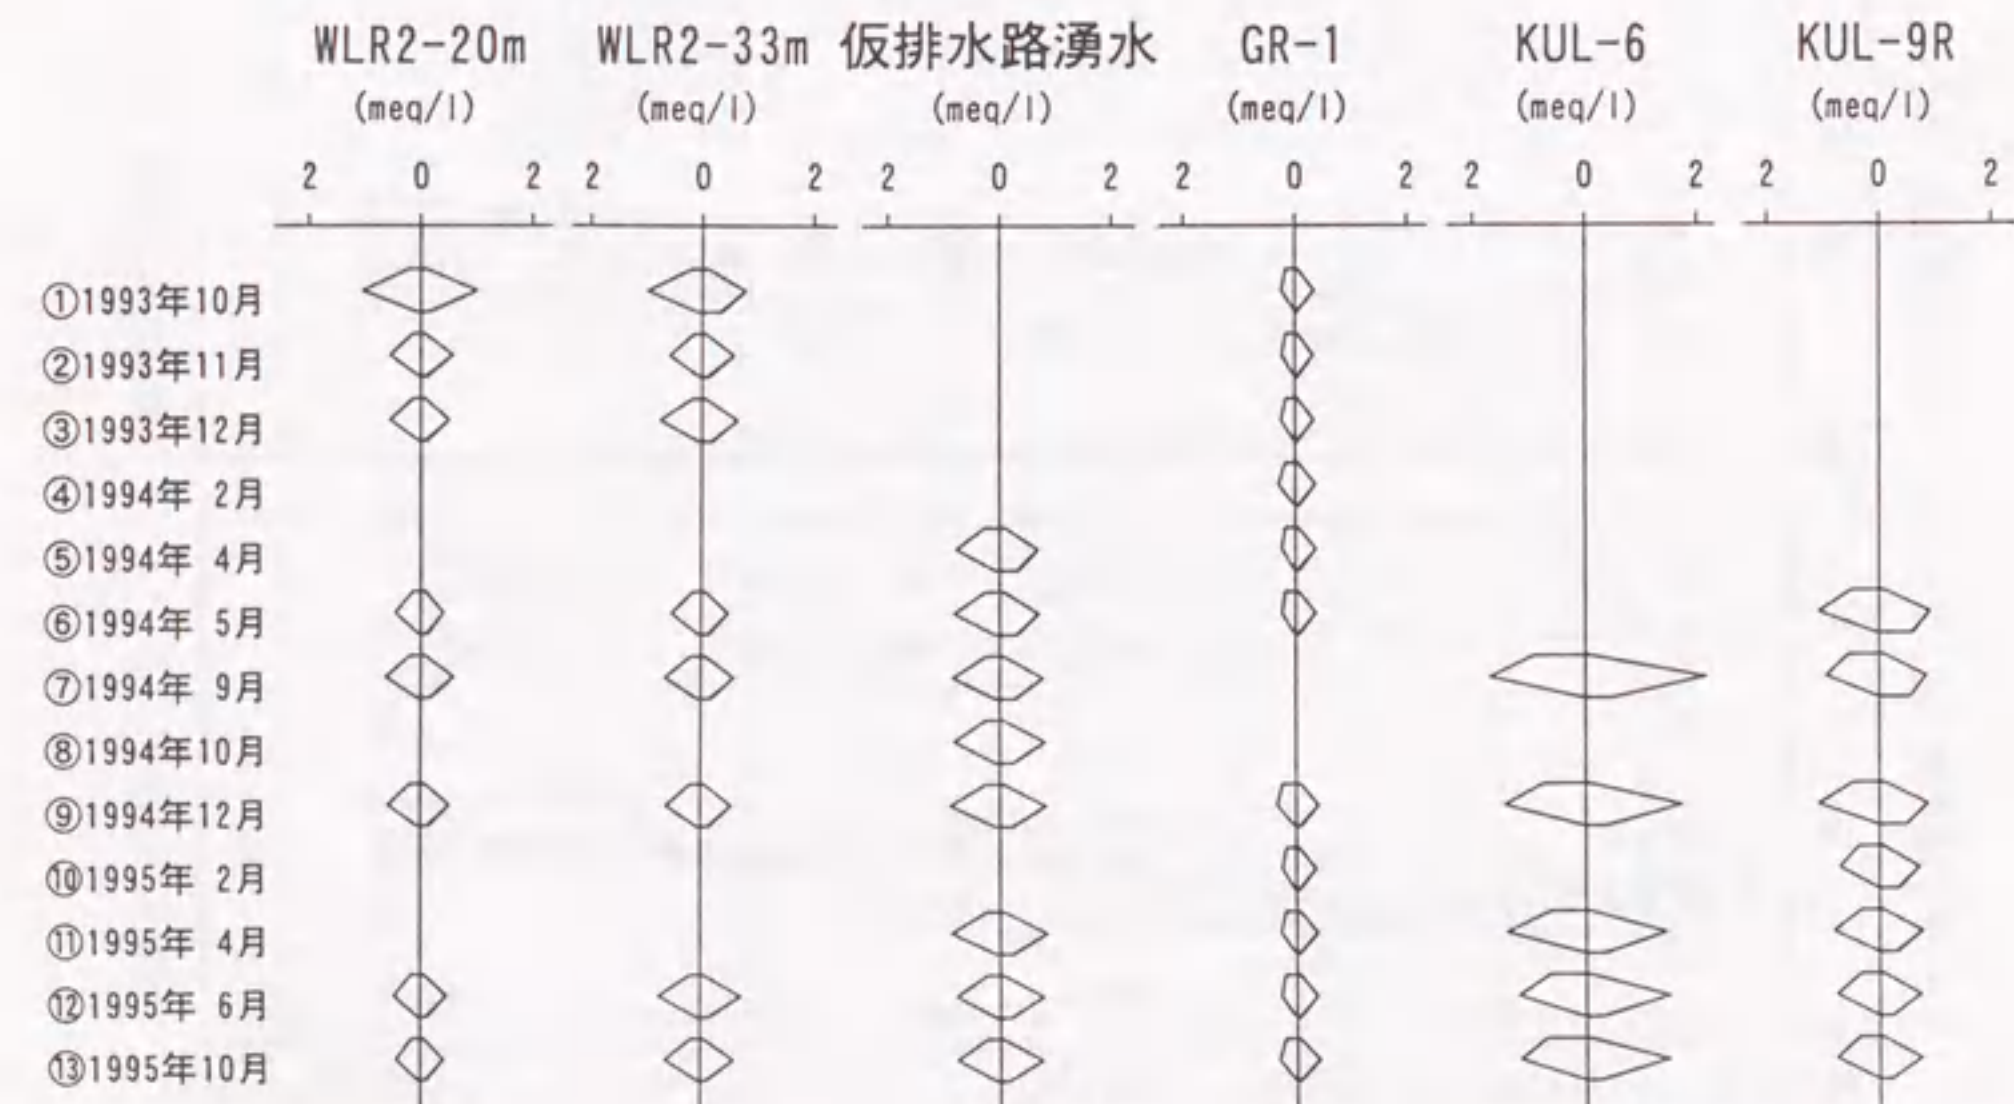 WLR2-20m WLR2-33m 仮排水路湧水 GR-1 KUL-6 KUL-9R
(meq/l) (meq/l) (meq/l) (meq/l) (meq/l) (meq/l)
2 0 2 2 0 2 2 0 2 2 0 2 2 0 2 2 0 2
①1993年10月
②1993年11月
③1993年12月
④1994年 2月
⑤1994年 4月
⑥1994年 5月
⑦1994年 9月
⑧1994年10月
⑨1994年12月
⑩1995年 2月
⑪1995年 4月
⑫1995年 6月
⑬1995年10月